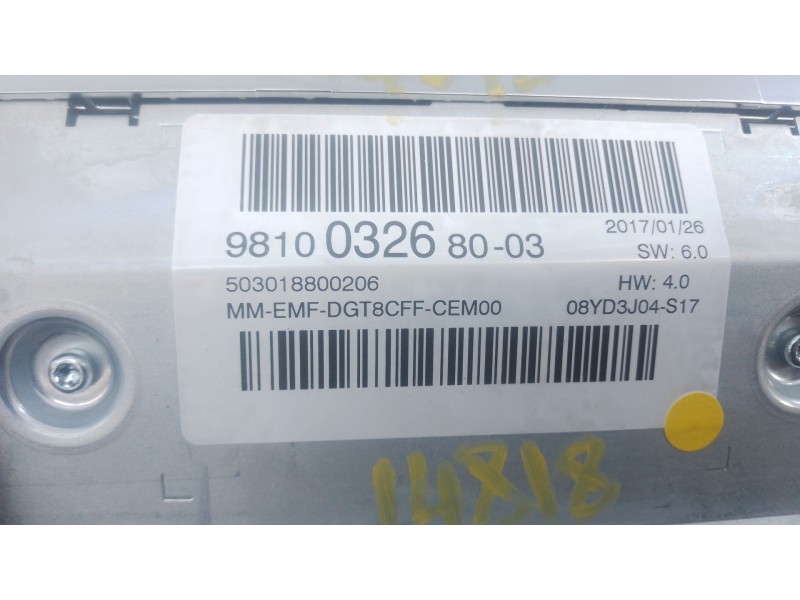 98100 0326 80-03
2017/01/26
SW: 6.0
503018800206
HW: 4.0
MM-EMF-DGT8CFF-CEM00
08YD3J04-S17
14818